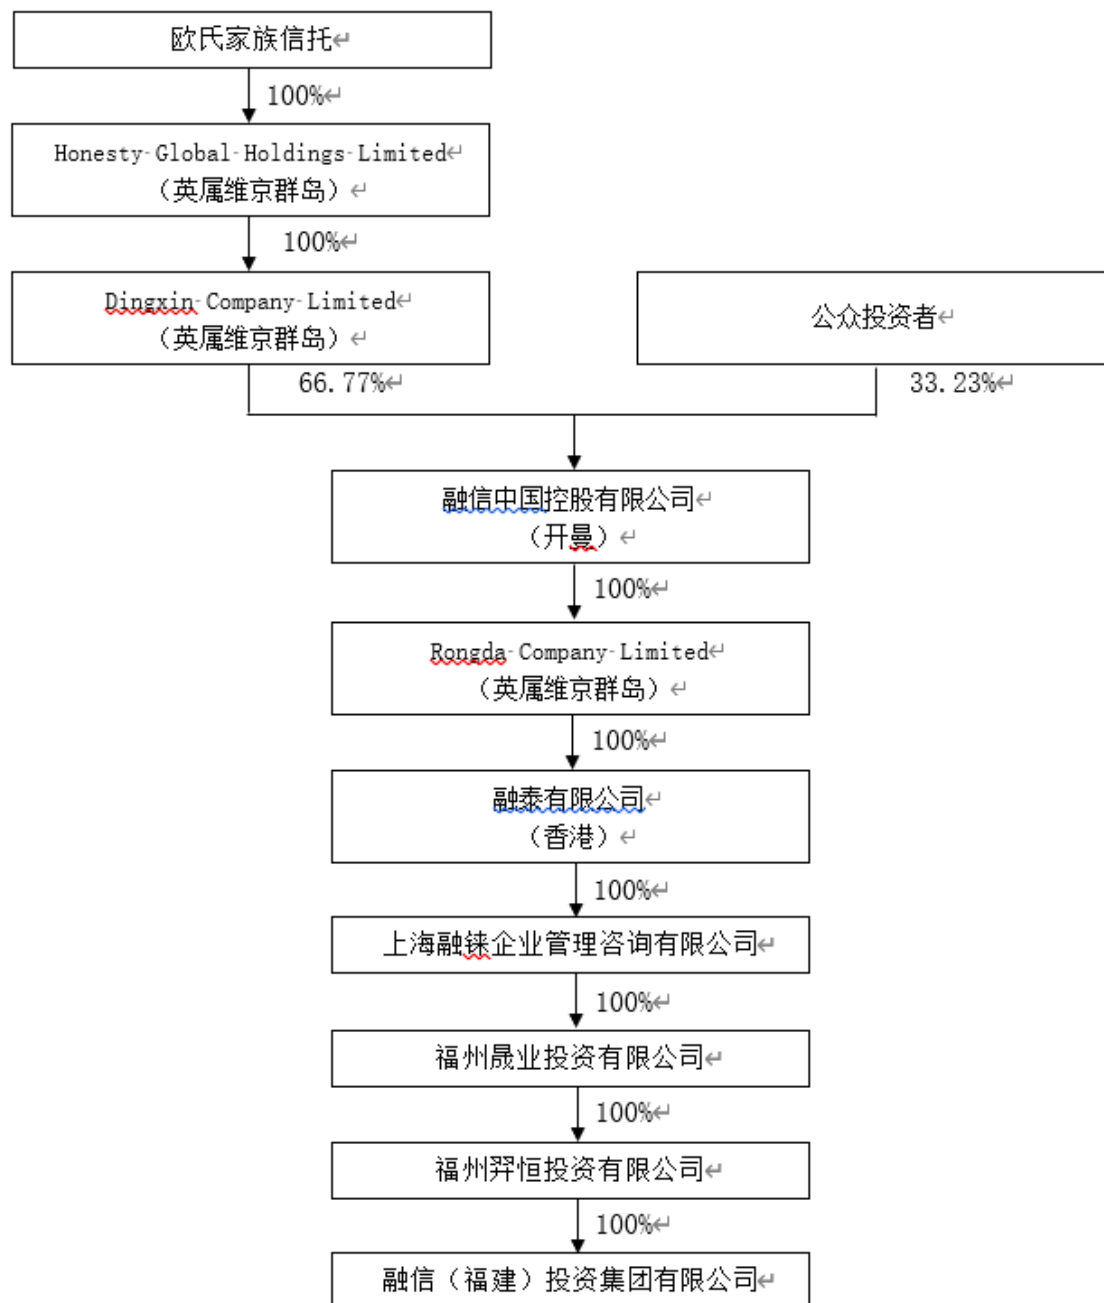 欧氏家族信托
100%
Honesty Global Holdings Limited
（英属维京群岛）
100%
Dingxin Company Limited
（英属维京群岛）
公众投资者
66.77%
33.23%
融信中国控股有限公司
（开曼）
100%
Rongda Company Limited
（英属维京群岛）
100%
融泰有限公司
（香港）
100%
上海融铼企业管理咨询有限公司
100%
福州晟业投资有限公司
100%
福州羿恒投资有限公司
100%
融信（福建）投资集团有限公司